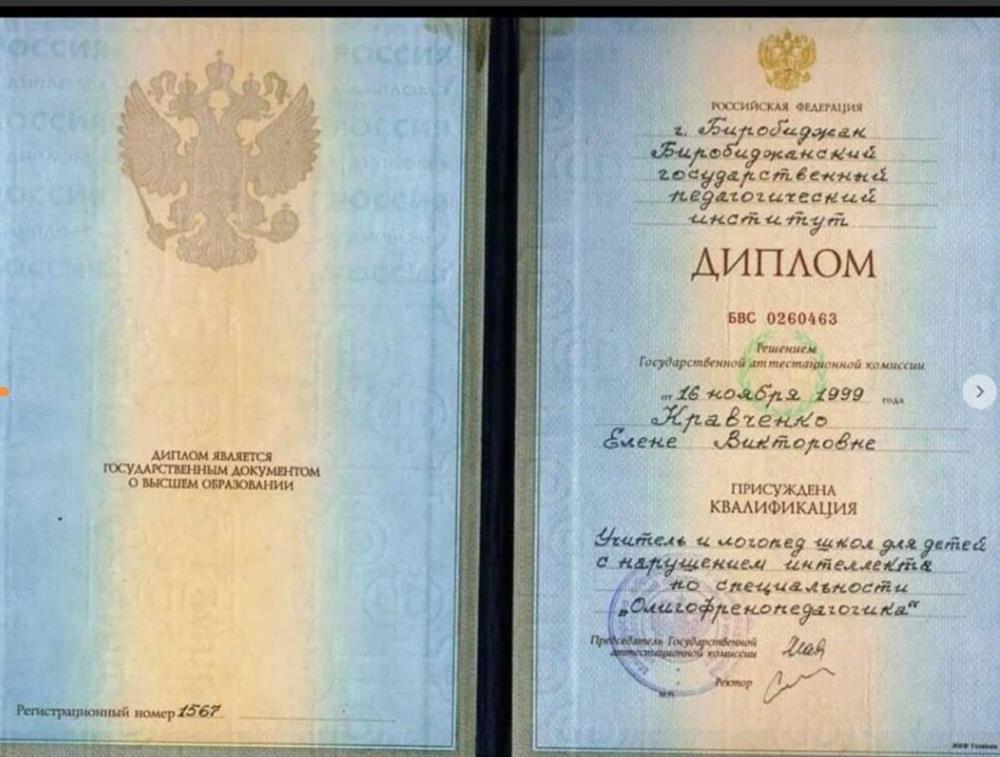 ДИПЛОМ ЯВЛЯЕТСЯ
ГОСУДАРСТВЕННЫМ ДОКУМЕНТОМ
О ВЫСШЕМ ОБРАЗОВАНИИ
Регистрационный номер 1567
РОССИЙСКАЯ ФЕДЕРАЦИЯ
г. Биробиджан
Биробиджанский
государственный
педагогический
институт
ДИПЛОМ
БВС 0260463
Решением
Государственной аттестационной комиссии
от 16 ноября 1999 года
Кравченко
Елене Викторовне
ПРИСУЖДЕНА
КВАЛИФИКАЦИЯ
Учитель и логопед школ для детей
с нарушением интеллекта
по специальности
„Олигофренопедагогика“
Председатель Государственной
аттестационной комиссии
Ректор
М.П.